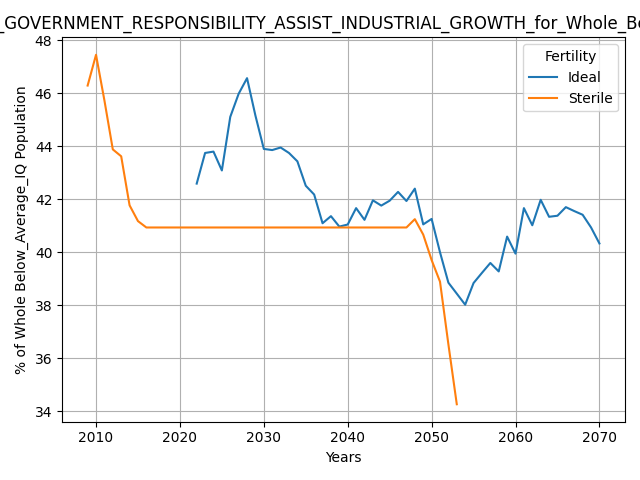 _GOVERNMENT_RESPONSIBILITY_ASSIST_INDUSTRIAL_GROWTH_for_Whole_Be
48
46
44
42
40
38
36
34
% of Whole Below_Average_IQ Population
Fertility
Ideal
Sterile
2010
2020
2030
2040
2050
2060
2070
Years